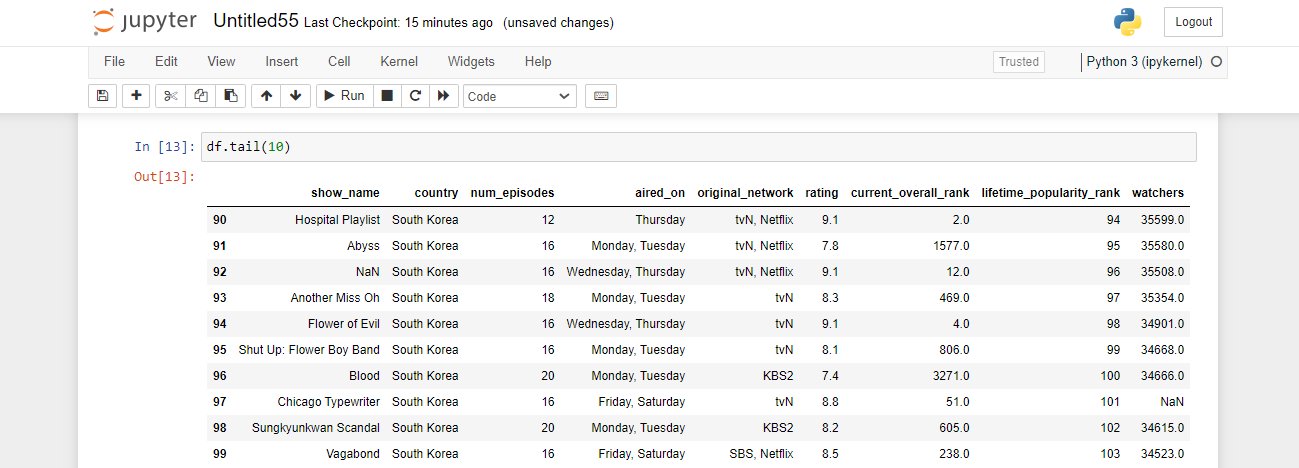 jupyter Untitled55 Last Checkpoint: 15 minutes ago (unsaved changes) Logout
File Edit View Insert Cell Kernel Widgets Help Trusted Python 3 (ipykernel)
Run Code
In [13]: df.tail(10)
Out[13]:
show_name country num_episodes aired_on original_network rating current_overall_rank lifetime_popularity_rank watchers
90 Hospital Playlist South Korea 12 Thursday tvN, Netflix 9.1 2.0 94 35599.0
91 Abyss South Korea 16 Monday, Tuesday tvN, Netflix 7.8 1577.0 95 35580.0
92 NaN South Korea 16 Wednesday, Thursday tvN, Netflix 9.1 12.0 96 35508.0
93 Another Miss Oh South Korea 18 Monday, Tuesday tvN 8.3 469.0 97 35354.0
94 Flower of Evil South Korea 16 Wednesday, Thursday tvN 9.1 4.0 98 34901.0
95 Shut Up: Flower Boy Band South Korea 16 Monday, Tuesday tvN 8.1 806.0 99 34668.0
96 Blood South Korea 20 Monday, Tuesday KBS2 7.4 3271.0 100 34666.0
97 Chicago Typewriter South Korea 16 Friday, Saturday tvN 8.8 51.0 101 NaN
98 Sungkyunkwan Scandal South Korea 20 Monday, Tuesday KBS2 8.2 605.0 102 34615.0
99 Vagabond South Korea 16 Friday, Saturday SBS, Netflix 8.5 238.0 103 34523.0